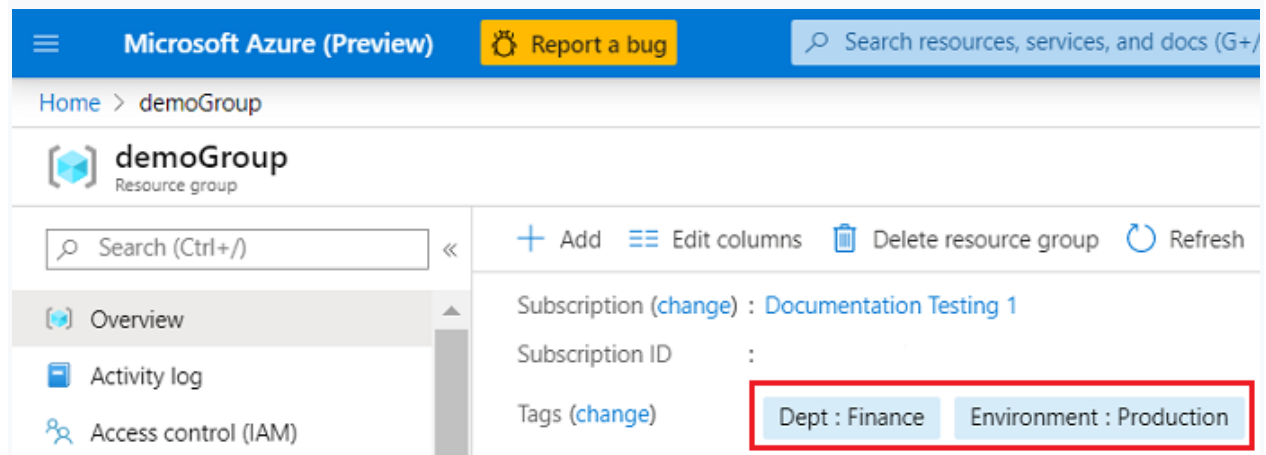 Microsoft Azure (Preview)
Report a bug
Search resources, services, and docs (G+/
Home > demoGroup
demoGroup
Resource group
Search (Ctrl+/)
«
+ Add
Edit columns
Delete resource group
Refresh
Overview
Activity log
Access control (IAM)
Subscription (change) : Documentation Testing 1
Subscription ID :
Tags (change)
Dept : Finance
Environment : Production